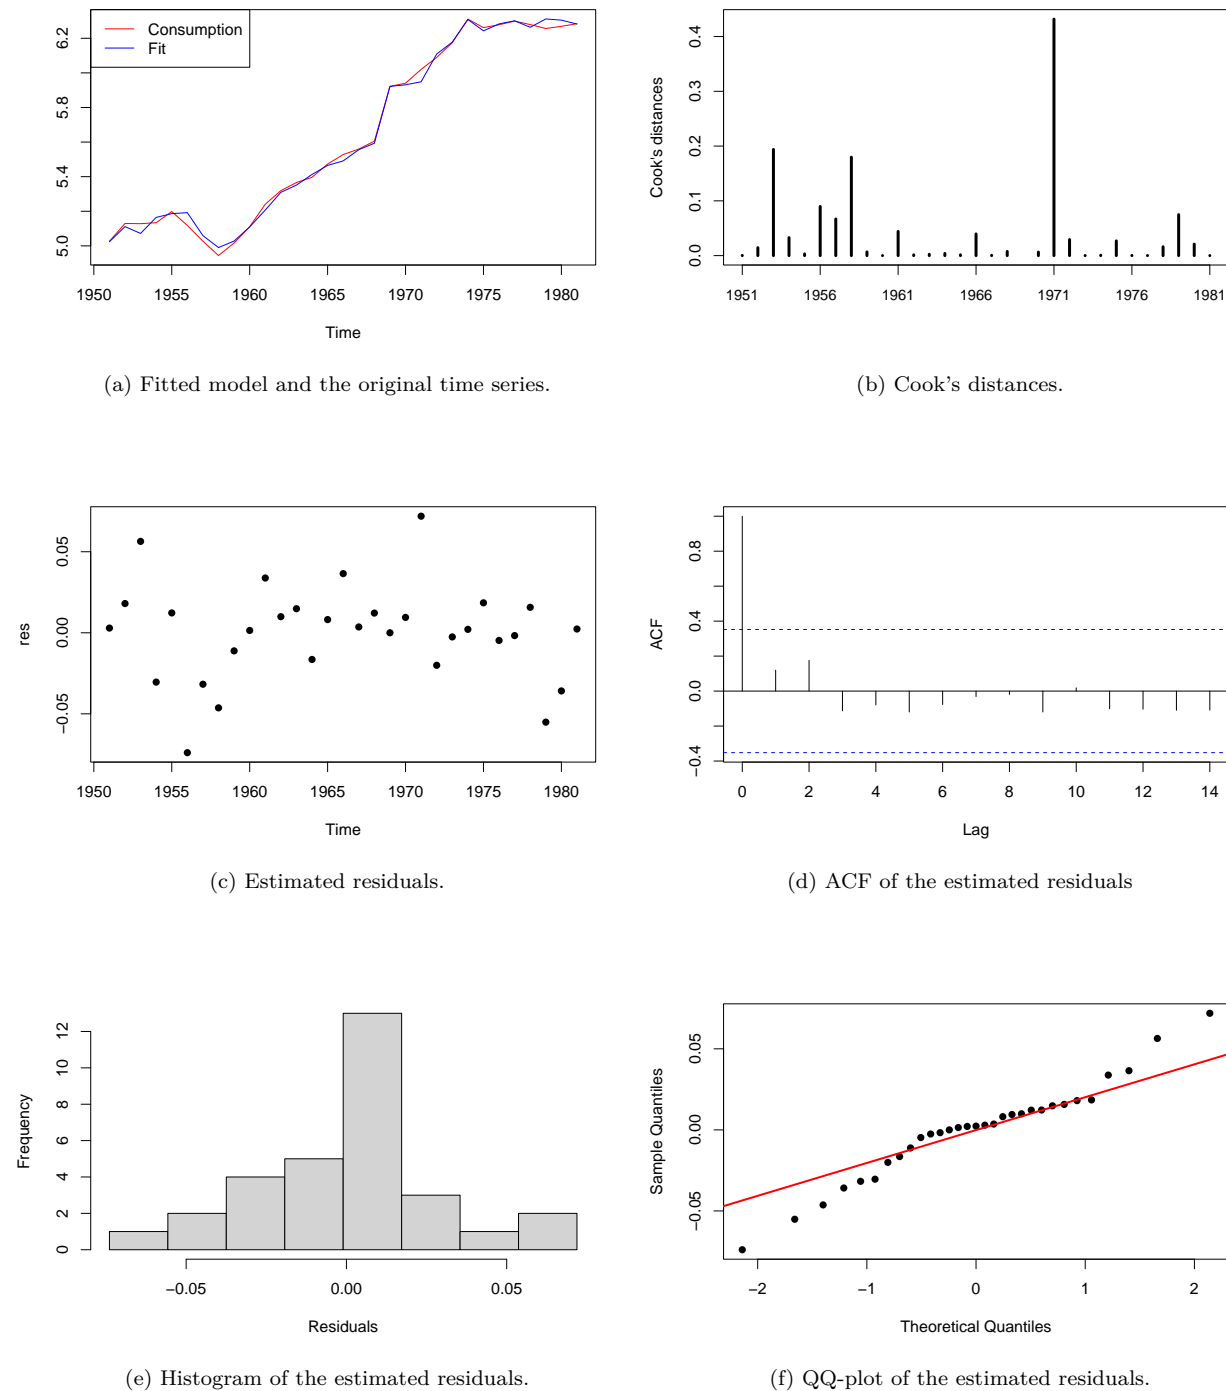 Consumption
Fit
5.0 5.4 5.8 6.2
1950 1955 1960 1965 1970 1975 1980
Time
(a) Fitted model and the original time series.
Cook's distances
0.0 0.1 0.2 0.3 0.4
1951 1956 1961 1966 1971 1976 1981
(b) Cook's distances.
res
−0.05 0.00 0.05
1950 1955 1960 1965 1970 1975 1980
Time
(c) Estimated residuals.
ACF
−0.4 0.0 0.4 0.8
0 2 4 6 8 10 12 14
Lag
(d) ACF of the estimated residuals
Frequency
0 2 4 6 8 10 12
−0.05 0.00 0.05
Residuals
(e) Histogram of the estimated residuals.
Sample Quantiles
−0.05 0.00 0.05
−2 −1 0 1 2
Theoretical Quantiles
(f) QQ-plot of the estimated residuals.